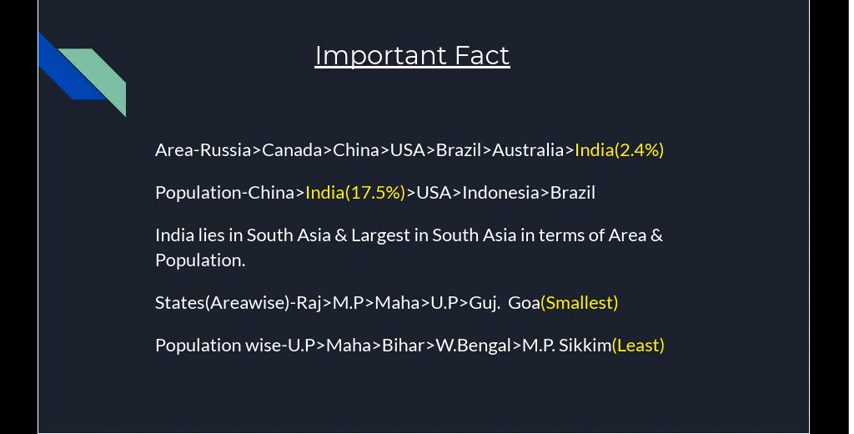 Important Fact
Area-Russia>Canada>China>USA>Brazil>Australia>India(2.4%)
Population-China>India(17.5%)>USA>Indonesia>Brazil
India lies in South Asia & Largest in South Asia in terms of Area &
Population.
States(Areawise)-Raj>M.P>Maha>U.P>Guj.  Goa(Smallest)
Population wise-U.P>Maha>Bihar>W.Bengal>M.P. Sikkim(Least)